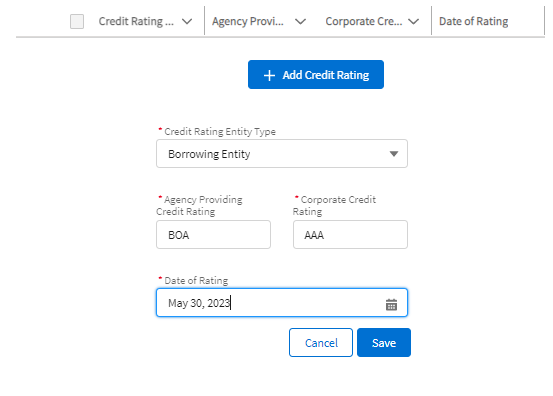 Credit Rating ... Agency Provi... Corporate Cre... Date of Rating
+ Add Credit Rating
* Credit Rating Entity Type
Borrowing Entity
* Agency Providing Credit Rating
* Corporate Credit Rating
BOA
AAA
* Date of Rating
May 30, 2023
Cancel Save